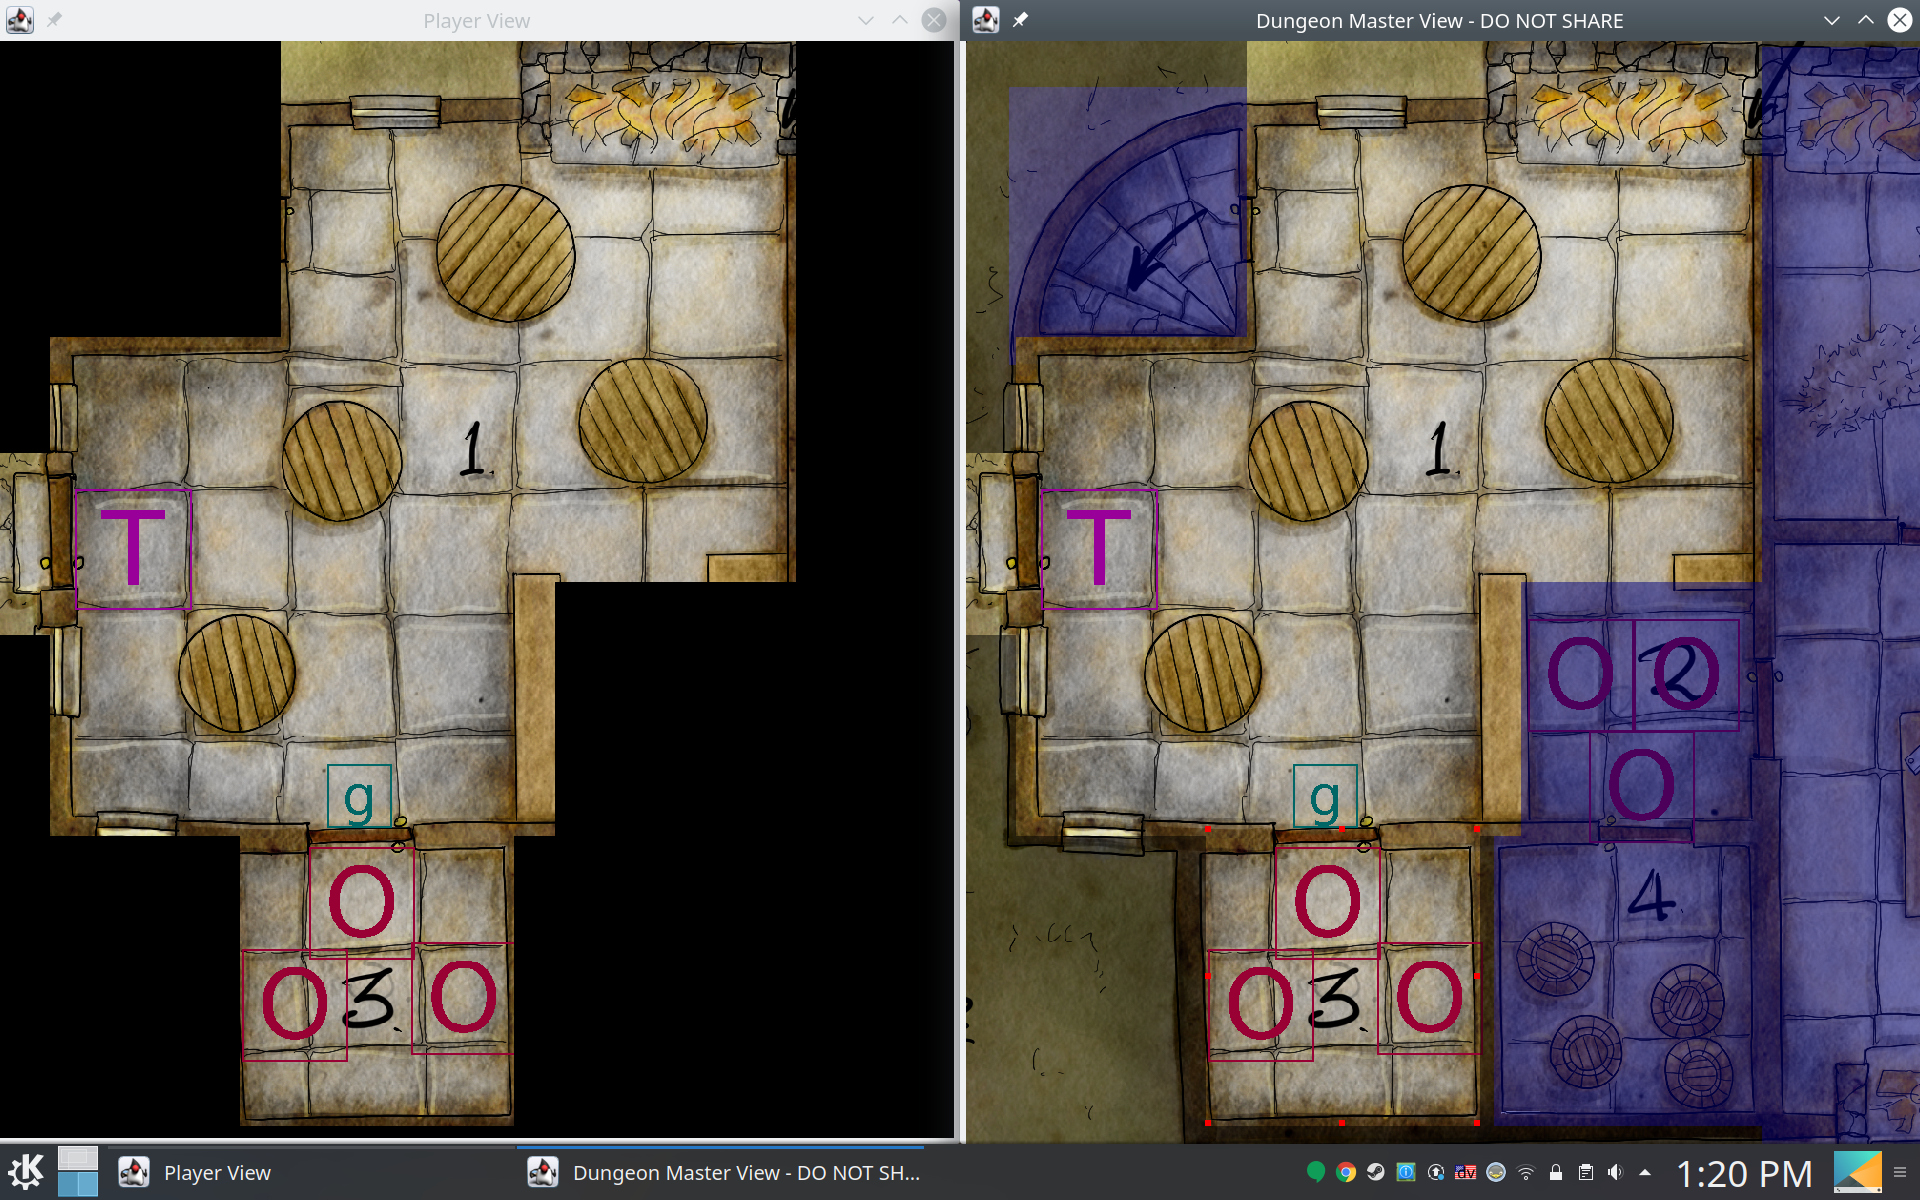 Player View
1.
T
g
O
O 3. O
Dungeon Master View - DO NOT SHARE
1.
T
O 2 O
O
g
O
4
O 3. O
Player View
Dungeon Master View - DO NOT SH...
dv
1:20 PM